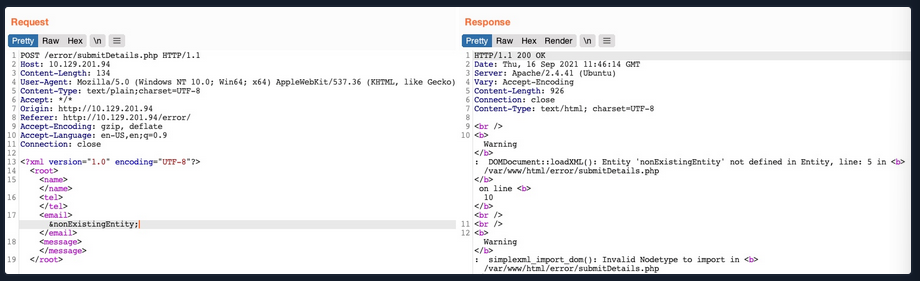 Request
Pretty Raw Hex \n
1 POST /error/submitDetails.php HTTP/1.1
2 Host: 10.129.201.94
3 Content-Length: 134
4 User-Agent: Mozilla/5.0 (Windows NT 10.0; Win64; x64) AppleWebKit/537.36 (KHTML, like Gecko)
5 Content-Type: text/plain;charset=UTF-8
6 Accept: */*
7 Origin: http://10.129.201.94
8 Referer: http://10.129.201.94/error/
9 Accept-Encoding: gzip, deflate
10 Accept-Language: en-US,en;q=0.9
11 Connection: close
12
13 <?xml version="1.0" encoding="UTF-8"?>
14 <root>
15 <name>
</name>
16 <tel>
</tel>
17 <email>
&nonExistingEntity;
</email>
18 <message>
</message>
19 </root>
Response
Pretty Raw Hex Render \n
1 HTTP/1.1 200 OK
2 Date: Thu, 16 Sep 2021 11:46:14 GMT
3 Server: Apache/2.4.41 (Ubuntu)
4 Vary: Accept-Encoding
5 Content-Length: 926
6 Connection: close
7 Content-Type: text/html; charset=UTF-8
8
9 <br />
10 <b>
Warning
</b>
: DOMDocument::loadXML(): Entity 'nonExistingEntity' not defined in Entity, line: 5 in <b>
/var/www/html/error/submitDetails.php
</b>
on line <b>
10
</b>
<br />
11 <br />
12 <b>
Warning
</b>
: simplexml_import_dom(): Invalid Nodetype to import in <b>
/var/www/html/error/submitDetails.php